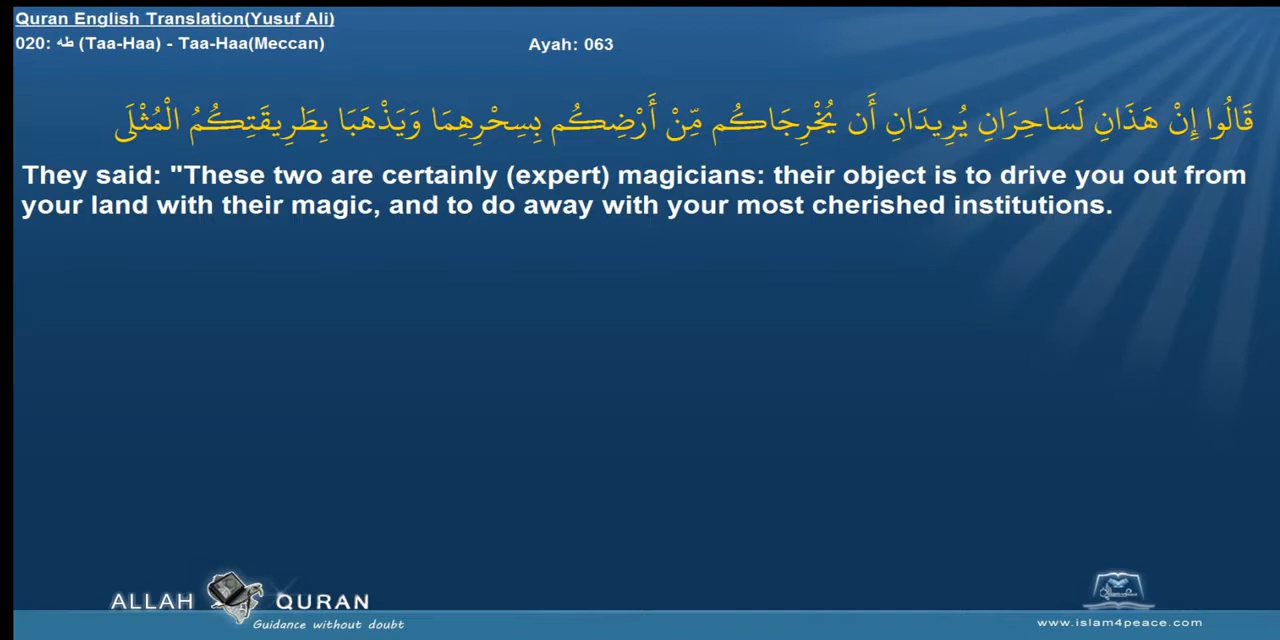 Quran English Translation(Yusuf Ali)
020: طه (Taa-Haa) - Taa-Haa(Meccan)
Ayah: 063
قَالُوا إِنْ هَذَانِ لَسَاحِرَانِ يُرِيدَانِ أَن يُخْرِجَاكُم مِّنْ أَرْضِكُم بِسِحْرِهِمَا وَيَذْهَبَا بِطَرِيقَتِكُمُ الْمُثْلَى
They said: "These two are certainly (expert) magicians: their object is to drive you out from
your land with their magic, and to do away with your most cherished institutions.
ALLAH QURAN
Guidance without doubt
www.islam4peace.com